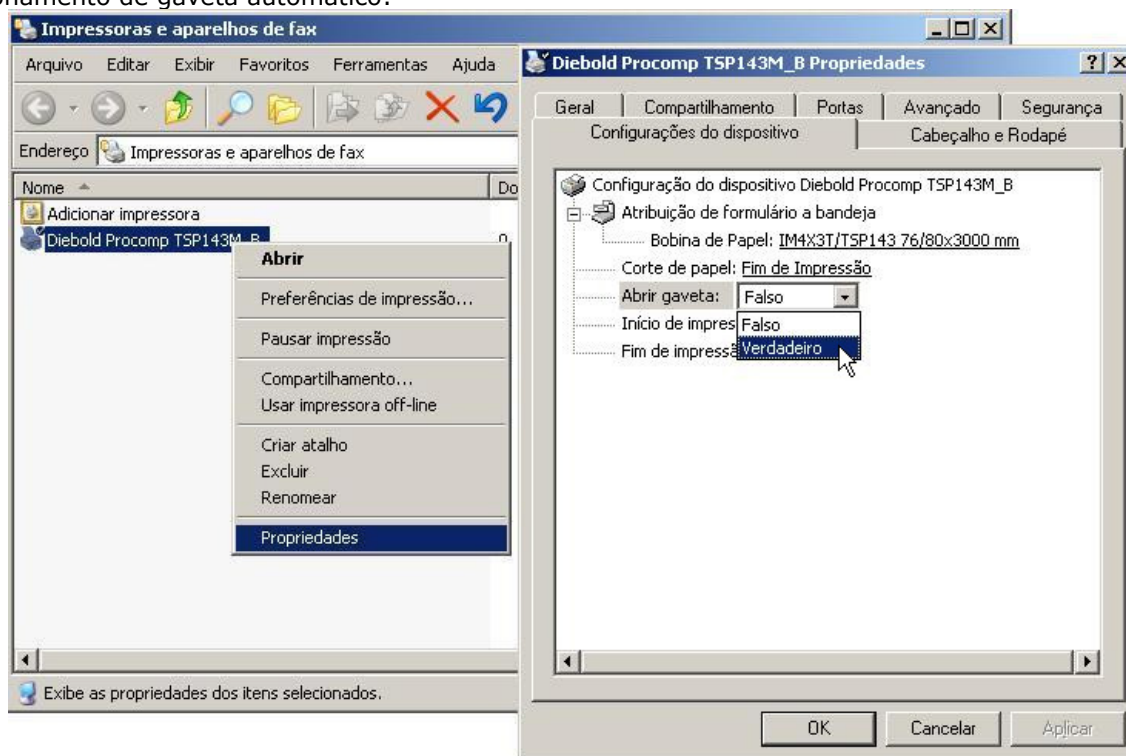 namento de gaveta automático.
Impressoras e aparelhos de fax
Arquivo Editar Exibir Favoritos Ferramentas Ajuda
Endereço Impressoras e aparelhos de fax
Nome Do
Adicionar impressora
Diebold Procomp TSP143M_B 0
Abrir
Preferências de impressão...
Pausar impressão
Compartilhamento...
Usar impressora off-line
Criar atalho
Excluir
Renomear
Propriedades
Exibe as propriedades dos itens selecionados.
Diebold Procomp TSP143M_B Propriedades
Geral Compartilhamento Portas Avançado Segurança
Configurações do dispositivo Cabeçalho e Rodapé
Configuração do dispositivo Diebold Procomp TSP143M_B
Atribuição de formulário a bandeja
Bobina de Papel: IM4X3T/TSP143 76/80x3000 mm
Corte de papel: Fim de Impressão
Abrir gaveta: Falso
Início de impres Falso
Fim de impressã Verdadeiro
OK Cancelar Aplicar